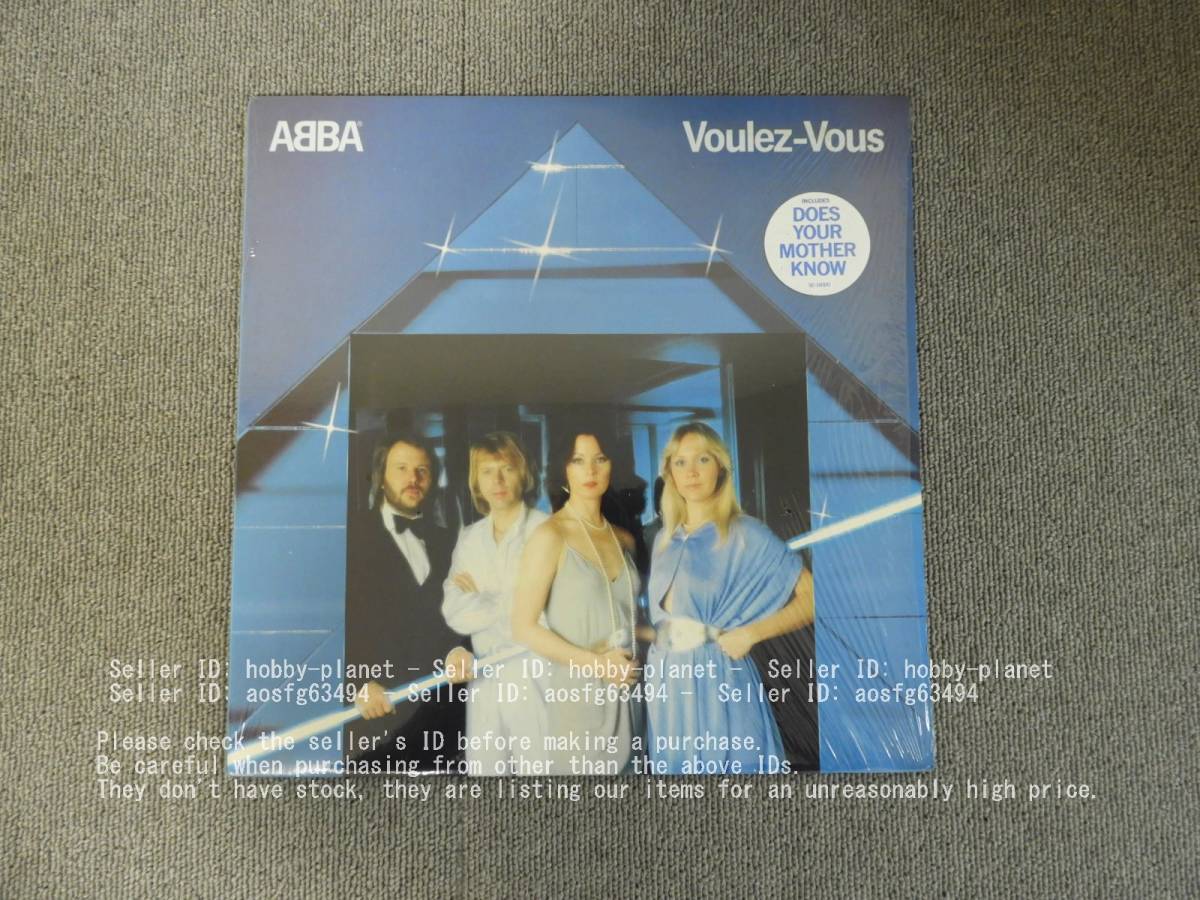 ABBA®
Voulez-Vous
INCLUDES
DOES
YOUR
MOTHER
KNOW
Seller ID: hobby-planet - Seller ID: hobby-planet - Seller ID: hobby-planet
Seller ID: aosfg63494 - Seller ID: aosfg63494 - Seller ID: aosfg63494
Please check the seller's ID before making a purchase.
Be careful when purchasing from other than the above IDs.
They don't have stock, they are listing our items for an unreasonably high price.